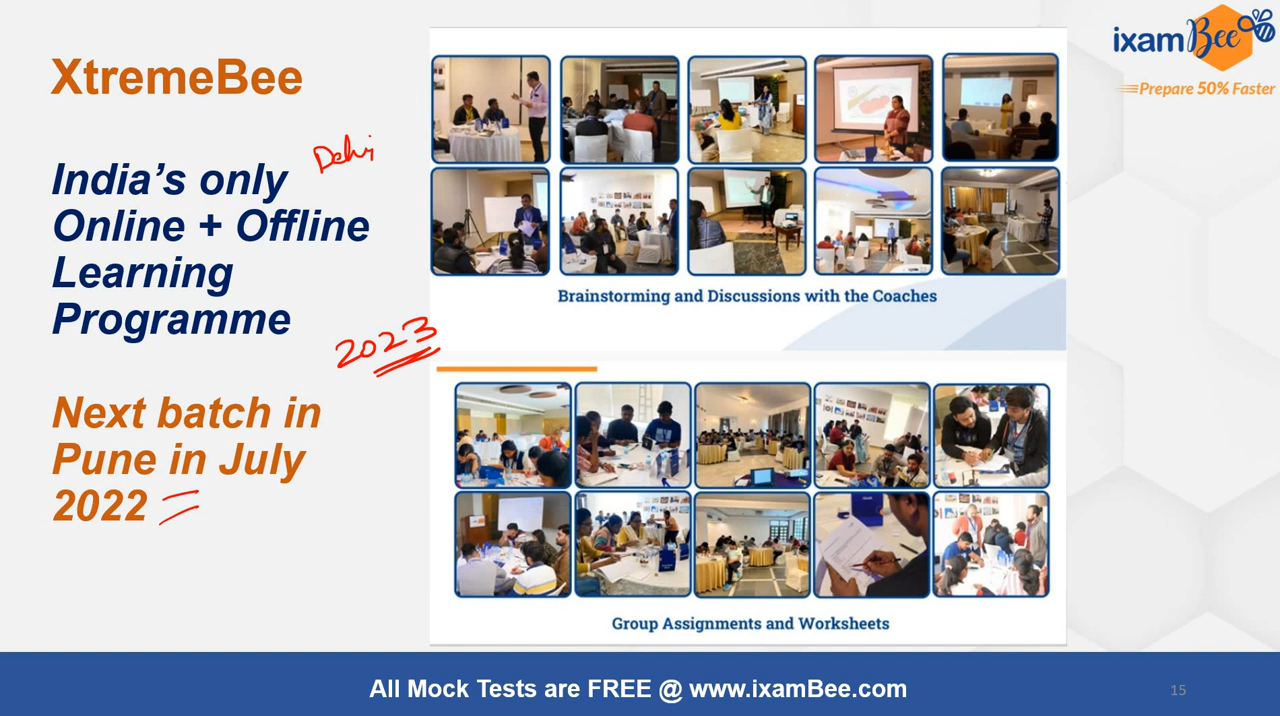 XtremeBee
Delhi
India's only
Online + Offline
Learning
Programme
2023
Next batch in
Pune in July
2022
Brainstorming and Discussions with the Coaches
Group Assignments and Worksheets
ixamBee
Prepare 50% Faster
All Mock Tests are FREE @ www.ixamBee.com
15